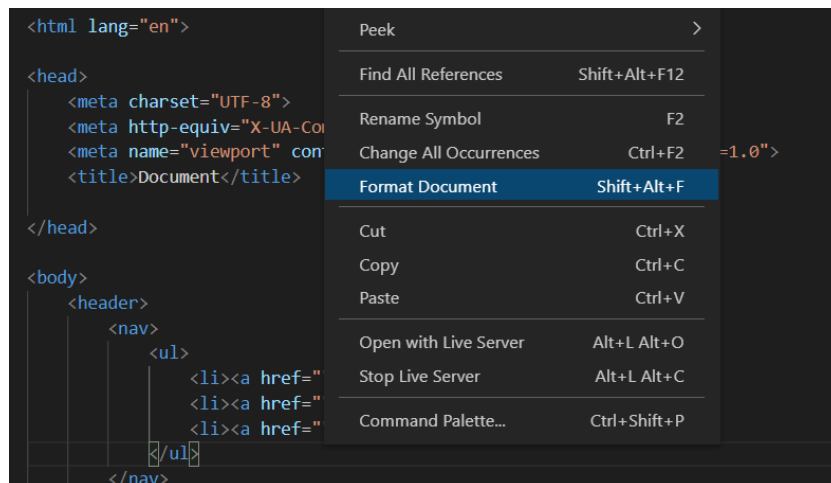 <html lang="en">
<head>
<meta charset="UTF-8">
<meta http-equiv="X-UA-Co
<meta name="viewport" con =1.0">
<title>Document</title>
</head>
<body>
<header>
<nav>
<ul>
<li><a href="
<li><a href="
<li><a href="
</ul>
</nav>
Peek
Find All References Shift+Alt+F12
Rename Symbol F2
Change All Occurrences Ctrl+F2
Format Document Shift+Alt+F
Cut Ctrl+X
Copy Ctrl+C
Paste Ctrl+V
Open with Live Server Alt+L Alt+O
Stop Live Server Alt+L Alt+C
Command Palette... Ctrl+Shift+P